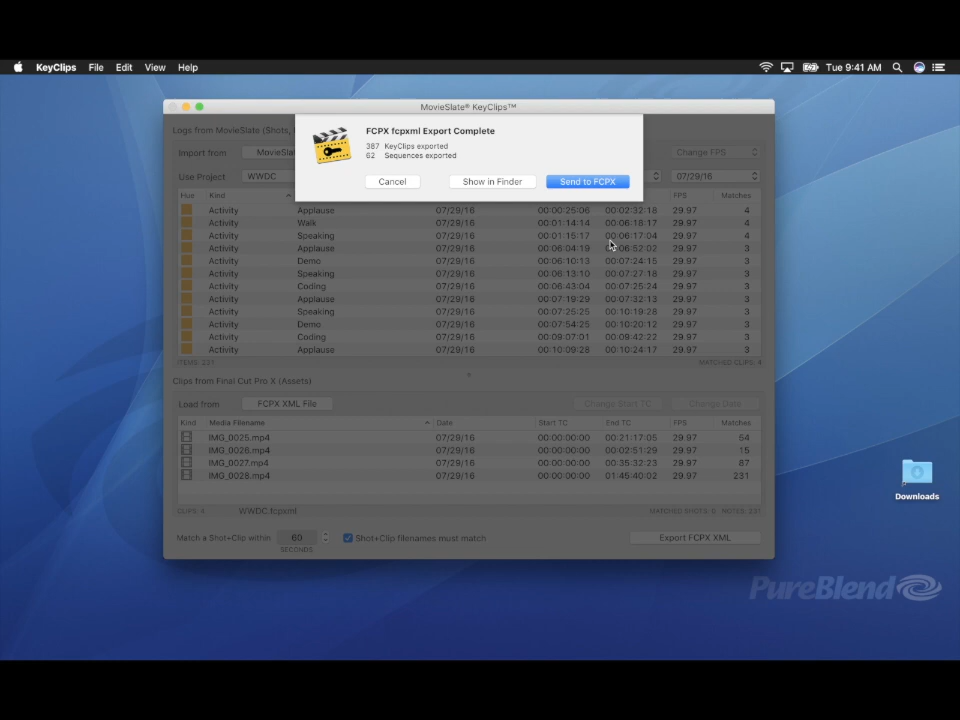 KeyClips File Edit View Help Tue 9:41 AM
MovieSlate® KeyClips™
Logs from MovieSlate (Shots,
FCPX fcpxml Export Complete
387 KeyClips exported
62 Sequences exported
Cancel Show in Finder Send to FCPX
Import from MovieSla Change FPS
Use Project WWDC 07/29/16
Hue Kind FPS Matches
Activity Applause 07/29/16 00:00:25:06 00:02:32:18 29.97 4
Activity Walk 07/29/16 00:01:14:14 00:06:18:17 29.97 4
Activity Speaking 07/29/16 00:01:15:17 00:06:17:04 29.97 4
Activity Applause 07/29/16 00:06:04:19 00:06:52:02 29.97 3
Activity Demo 07/29/16 00:06:10:13 00:07:24:15 29.97 3
Activity Speaking 07/29/16 00:06:13:10 00:07:27:18 29.97 3
Activity Coding 07/29/16 00:06:43:04 00:07:25:24 29.97 3
Activity Applause 07/29/16 00:07:19:29 00:07:32:13 29.97 3
Activity Speaking 07/29/16 00:07:25:25 00:10:19:28 29.97 3
Activity Demo 07/29/16 00:07:54:25 00:10:20:12 29.97 3
Activity Coding 07/29/16 00:09:07:01 00:09:42:22 29.97 3
Activity Applause 07/29/16 00:10:09:28 00:10:24:17 29.97 3
ITEMS: 231 MATCHED CLIPS: 4
Clips from Final Cut Pro X (Assets)
Load from FCPX XML File Change Start TC Change Date
Kind Media Filename Date Start TC End TC FPS Matches
IMG_0025.mp4 07/29/16 00:00:00:00 00:21:17:05 29.97 54
IMG_0026.mp4 07/29/16 00:00:00:00 00:02:51:29 29.97 15
IMG_0027.mp4 07/29/16 00:00:00:00 00:35:32:23 29.97 87
IMG_0028.mp4 07/29/16 00:00:00:00 01:45:40:02 29.97 231
CLIPS: 4 WWDC.fcpxml MATCHED SHOTS: 0 NOTES: 231
Match a Shot+Clip within 60 Shot+Clip filenames must match Export FCPX XML
SECONDS
Downloads
PureBlend